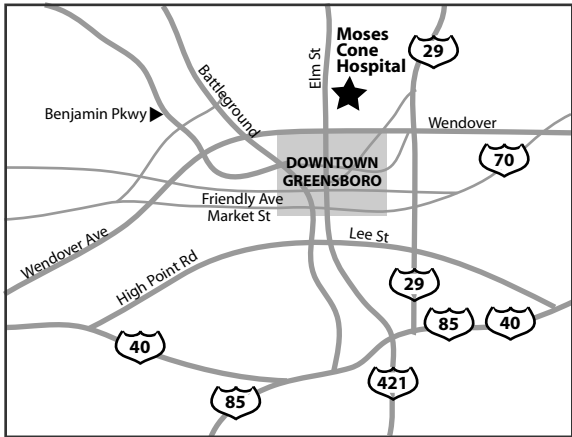 Moses
Cone
Hospital
29
Elm St
Battleground
Benjamin Pkwy
Wendover
70
DOWNTOWN
GREENSBORO
Friendly Ave
Market St
Wendover Ave
High Point Rd
Lee St
29
85
40
40
421
85